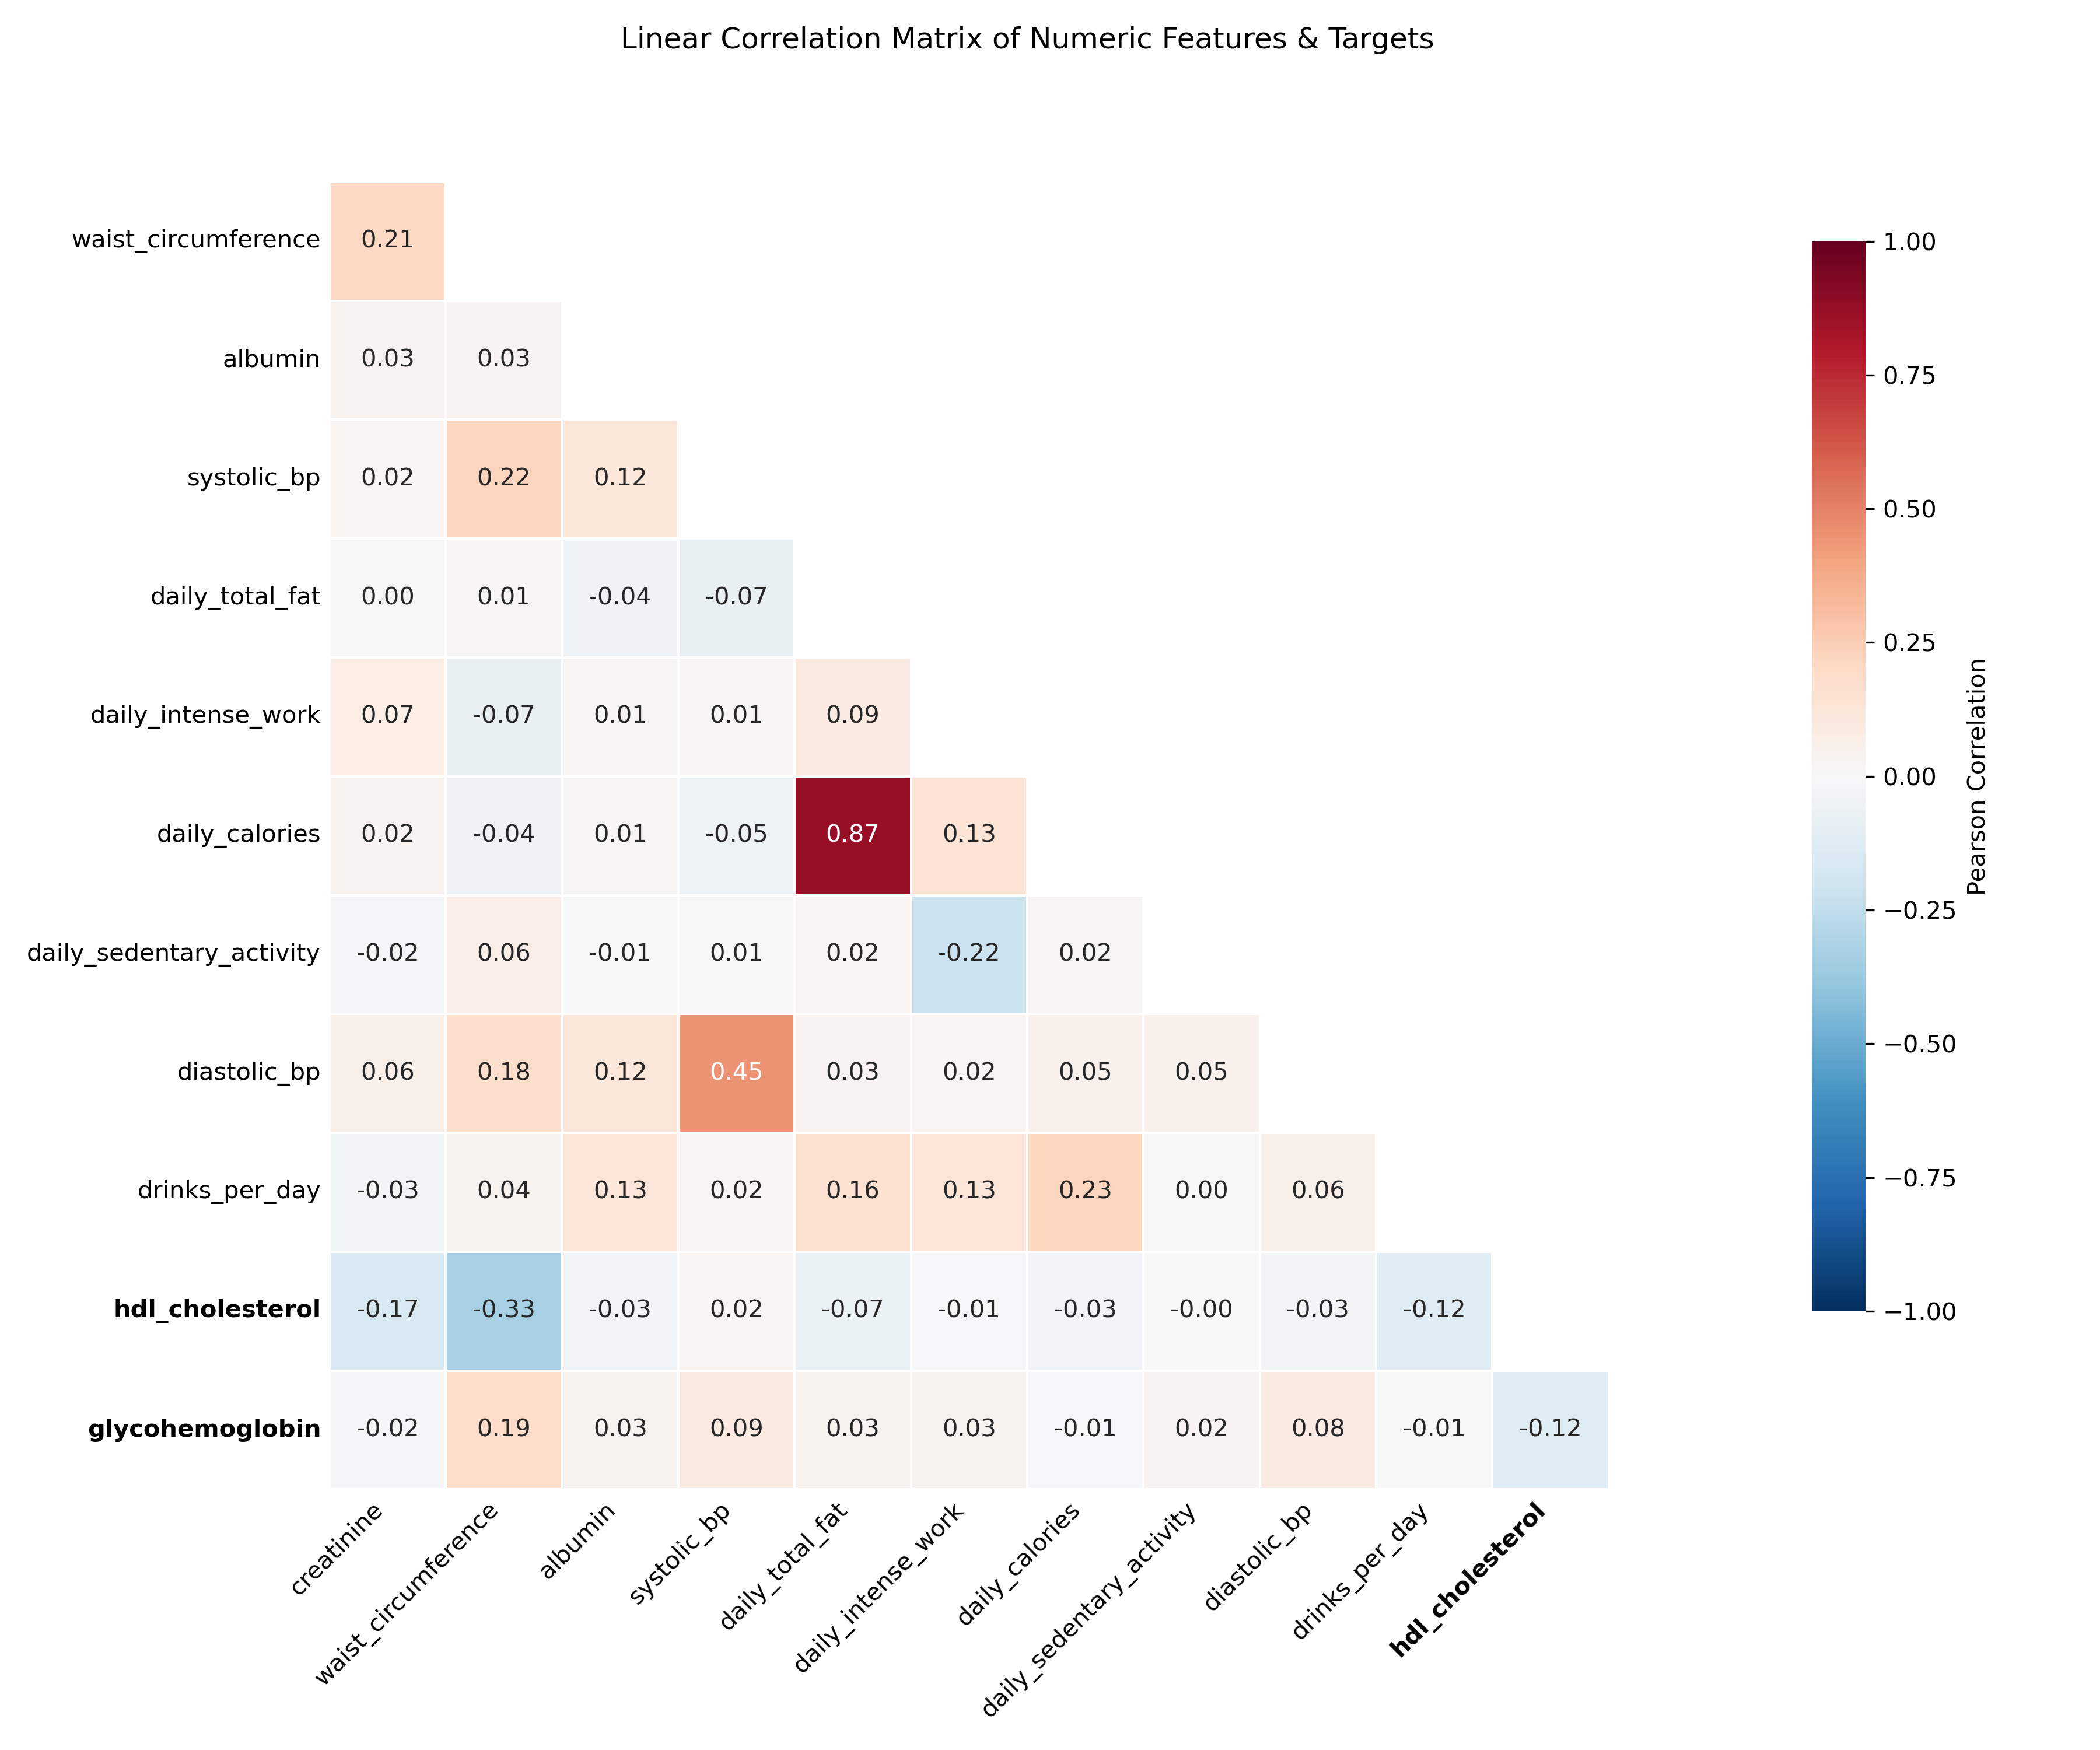 Linear Correlation Matrix of Numeric Features & Targets
waist_circumference 0.21
albumin 0.03 0.03
systolic_bp 0.02 0.22 0.12
daily_total_fat 0.00 0.01 -0.04 -0.07
daily_intense_work 0.07 -0.07 0.01 0.01 0.09
daily_calories 0.02 -0.04 0.01 -0.05 0.87 0.13
daily_sedentary_activity -0.02 0.06 -0.01 0.01 0.02 -0.22 0.02
diastolic_bp 0.06 0.18 0.12 0.45 0.03 0.02 0.05 0.05
drinks_per_day -0.03 0.04 0.13 0.02 0.16 0.13 0.23 0.00 0.06
hdl_cholesterol -0.17 -0.33 -0.03 0.02 -0.07 -0.01 -0.03 -0.00 -0.03 -0.12
glycohemoglobin -0.02 0.19 0.03 0.09 0.03 0.03 -0.01 0.02 0.08 -0.01 -0.12
creatinine
waist_circumference
albumin
systolic_bp
daily_total_fat
daily_intense_work
daily_calories
daily_sedentary_activity
diastolic_bp
drinks_per_day
hdl_cholesterol
1.00
0.75
0.50
0.25
0.00
−0.25
−0.50
−0.75
−1.00
Pearson Correlation